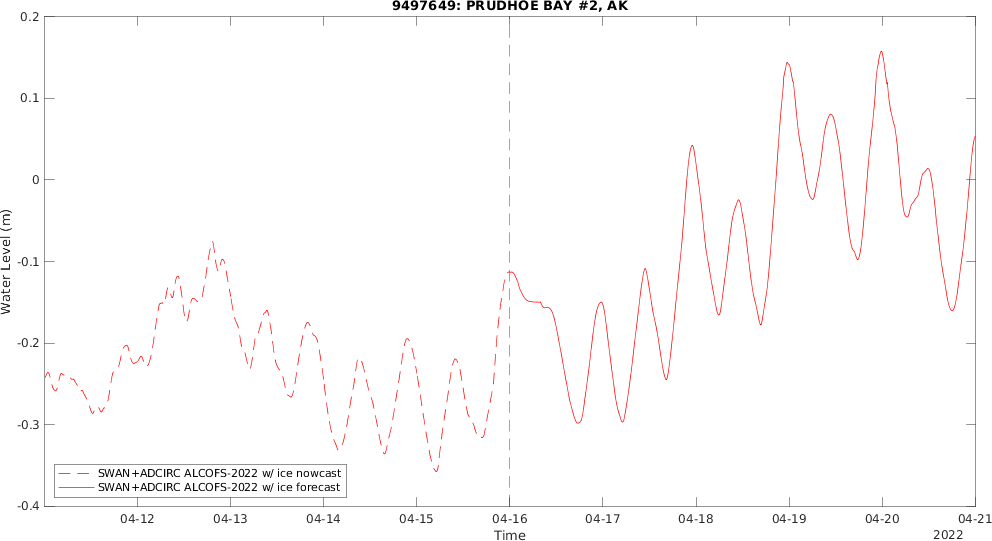 9497649: PRUDHOE BAY #2, AK
0.2
0.1
0
-0.1
-0.2
-0.3
-0.4
Water Level (m)
SWAN+ADCIRC ALCOFS-2022 w/ ice nowcast
SWAN+ADCIRC ALCOFS-2022 w/ ice forecast
04-12 04-13 04-14 04-15 04-16 04-17 04-18 04-19 04-20 04-21
Time
2022